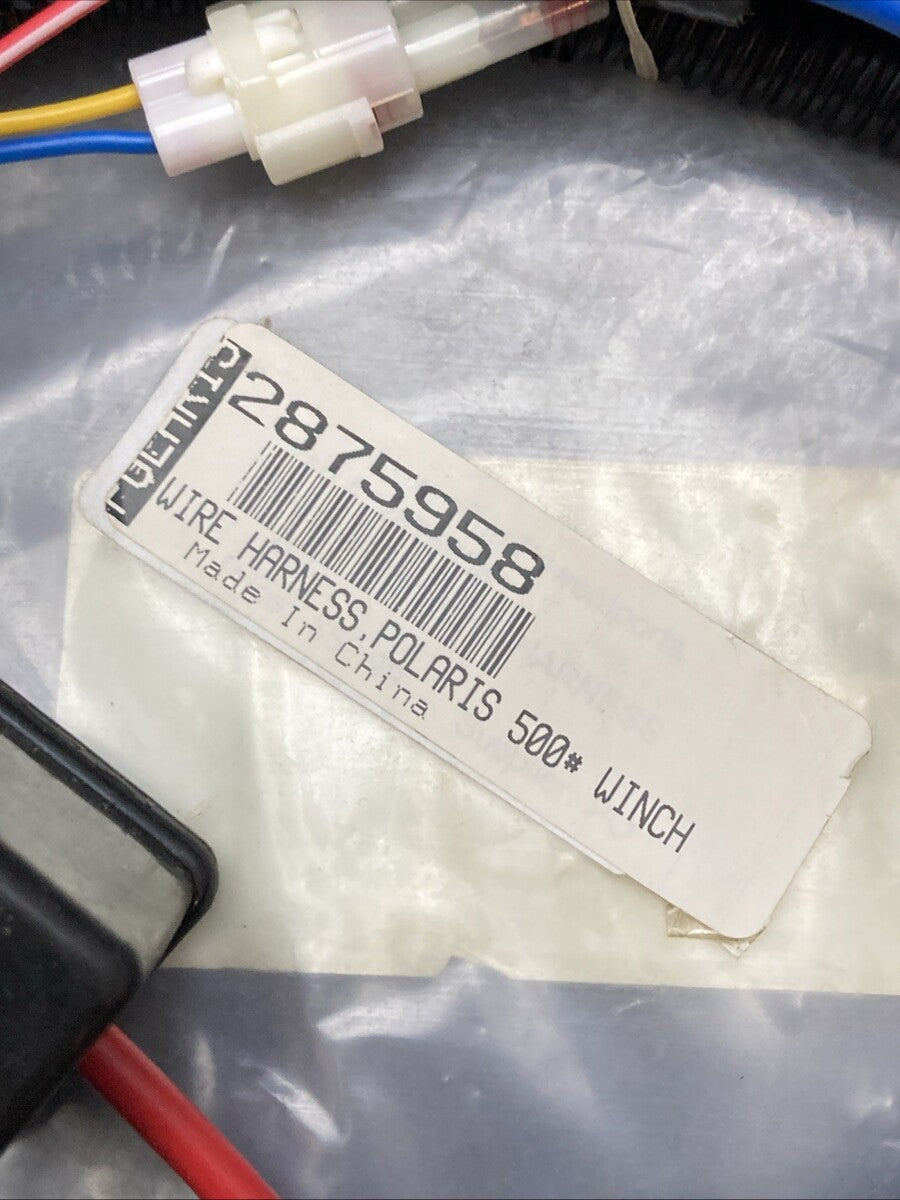 2875958
WIRE HARNESS,POLARIS 500# WINCH
Made In China